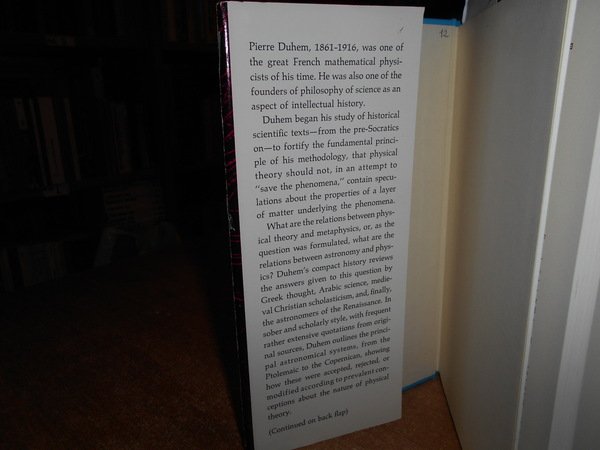 Pierre Duhem, 1861–1916, was one of
the great French mathematical physi-
cists of his time. He was also one of the
founders of philosophy of science as an
aspect of intellectual history.
Duhem began his study of historical
scientific texts—from the pre-Socratics
on—to fortify the fundamental princi-
ple of his methodology, that physical
theory should not, in an attempt to
"save the phenomena," contain specu-
lations about the properties of a layer
of matter underlying the phenomena.
What are the relations between phys-
ical theory and metaphysics, or, as the
question was formulated, what are the
relations between astronomy and phys-
ics? Duhem's compact history reviews
the answers given to this question by
Greek thought, Arabic science, medie-
val Christian scholasticism, and, finally,
the astronomers of the Renaissance. In
sober and scholarly style, with frequent
rather extensive quotations from origi-
nal sources, Duhem outlines the princi-
pal astronomical systems, from the
Ptolemaic to the Copernican, showing
how these were accepted, rejected, or
modified according to prevalent con-
ceptions about the nature of physical
theory.
(Continued on back flap)
12